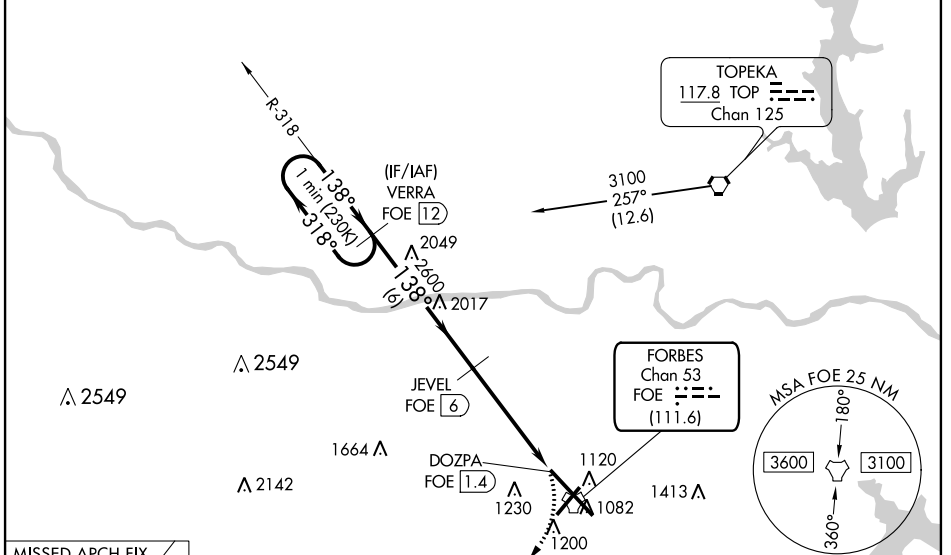 TOPEKA
117.8 TOP
Chan 125
R-318
3100
257°
(12.6)
(IF/IAF)
VERRA
FOE 12
138°
1 min (230K)
318°
2049
2600
138°
(6)
2017
2549
2549
JEVEL
FOE 6
FORBES
Chan 53
FOE
(111.6)
MSA FOE 25 NM
180°
3600
3100
360°
1664
DOZPA
FOE 1.4
1120
2142
1230
1082
1413
1200
MISSED APCH FIX